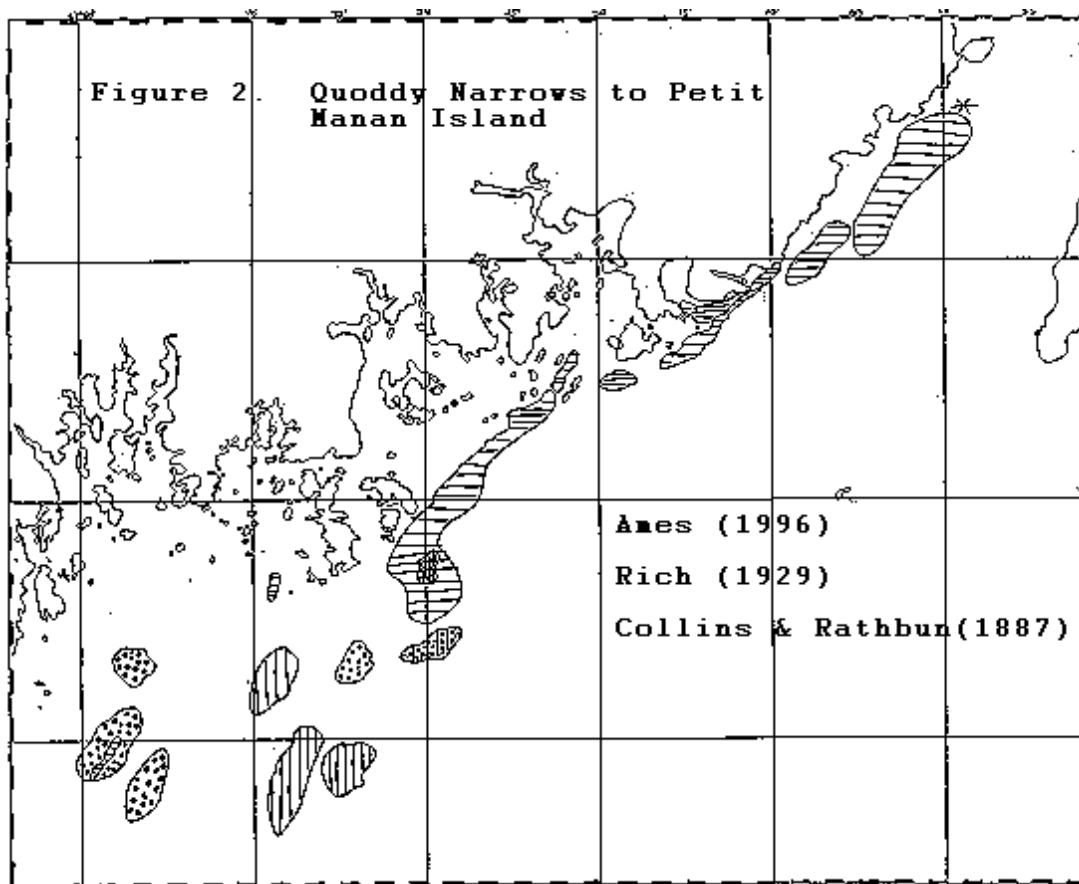 Figure 2. Quoddy Narrows to Petit
Manan Island
Ames (1996)
Rich (1929)
Collins & Rathbun(1887)